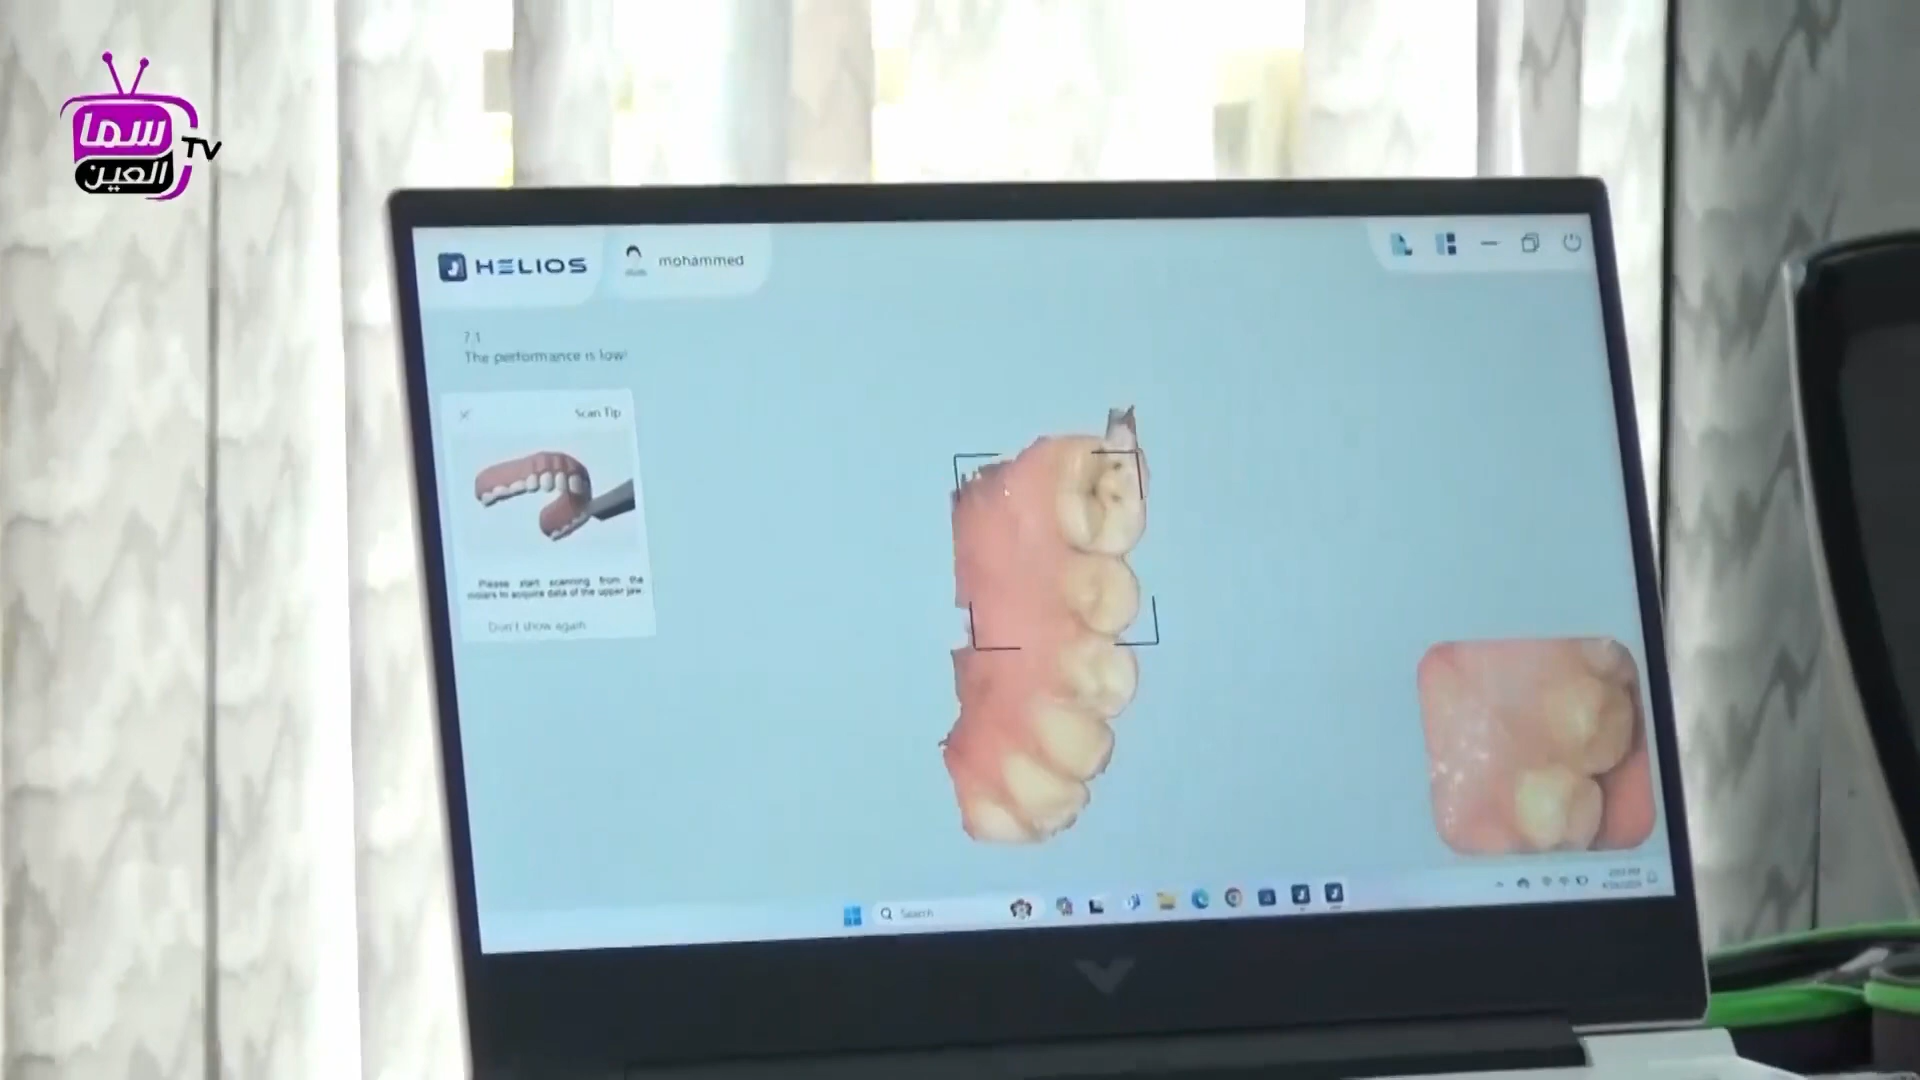 سما
العين
TV
HELIOS
mohammed
7.1
The performance is low!
Scan Tip
Please start scanning from the
molars to acquire data of the upper jaw.
Don't show again
Search